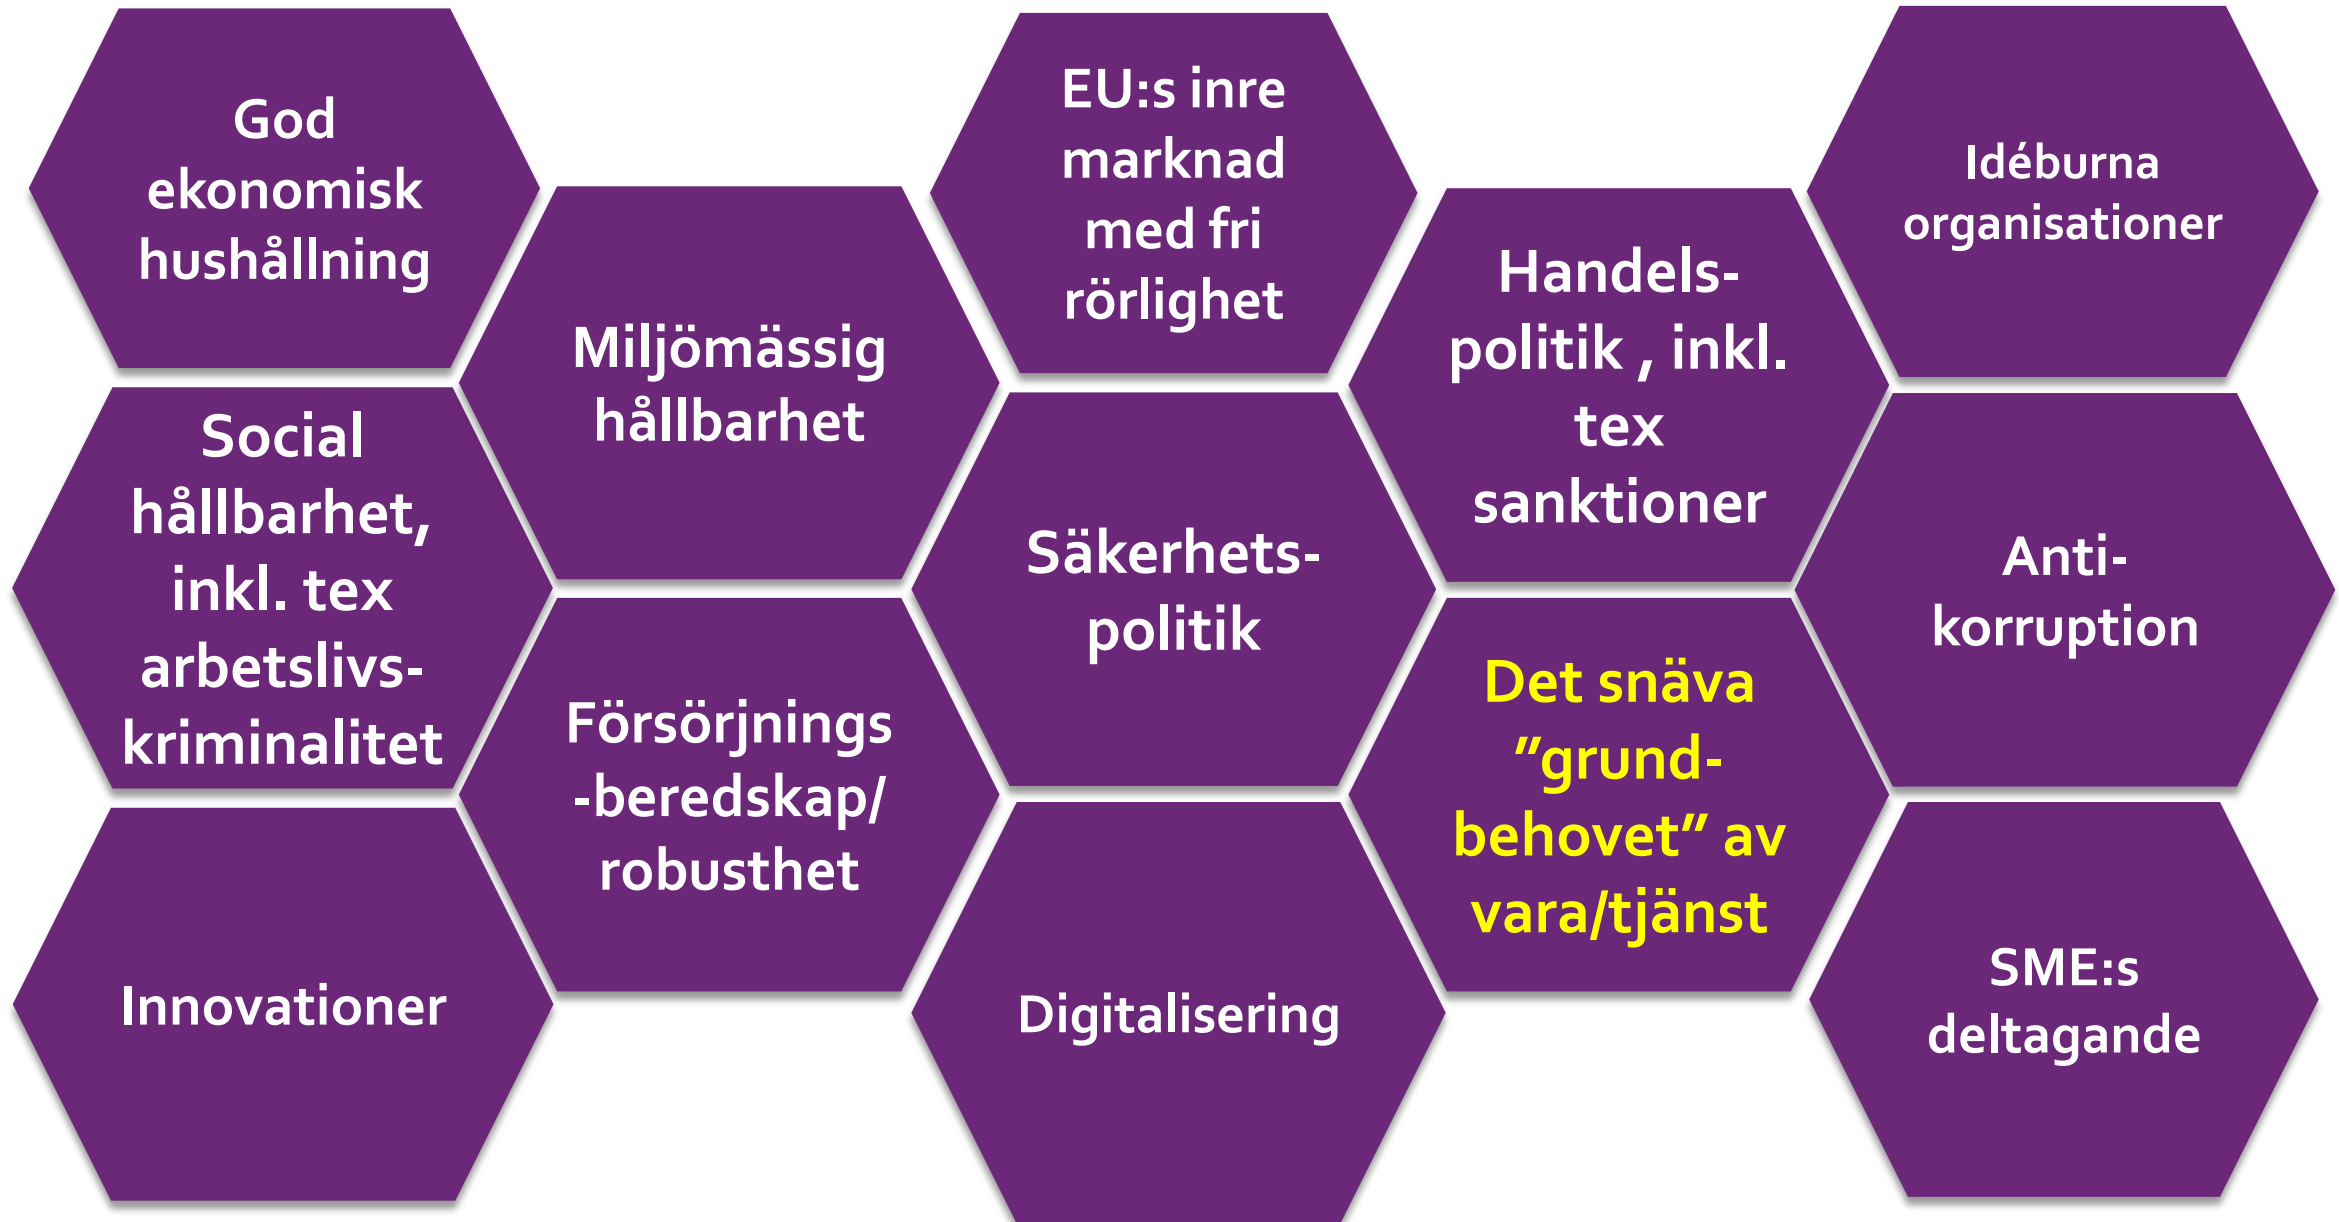 God
ekonomisk
hushållning
Social
hållbarhet,
inkl. tex
arbetslivs-
kriminalitet
Innovationer
Miljömässig
hållbarhet
Försörjnings
-beredskap/
robusthet
EU:s inre
marknad
med fri
rörlighet
Säkerhets-
politik
Digitalisering
Handels-
politik , inkl.
tex
sanktioner
Det snäva
”grund-
behovet” av
vara/tjänst
Idéburna
organisationer
Anti-
korruption
SME:s
deltagande